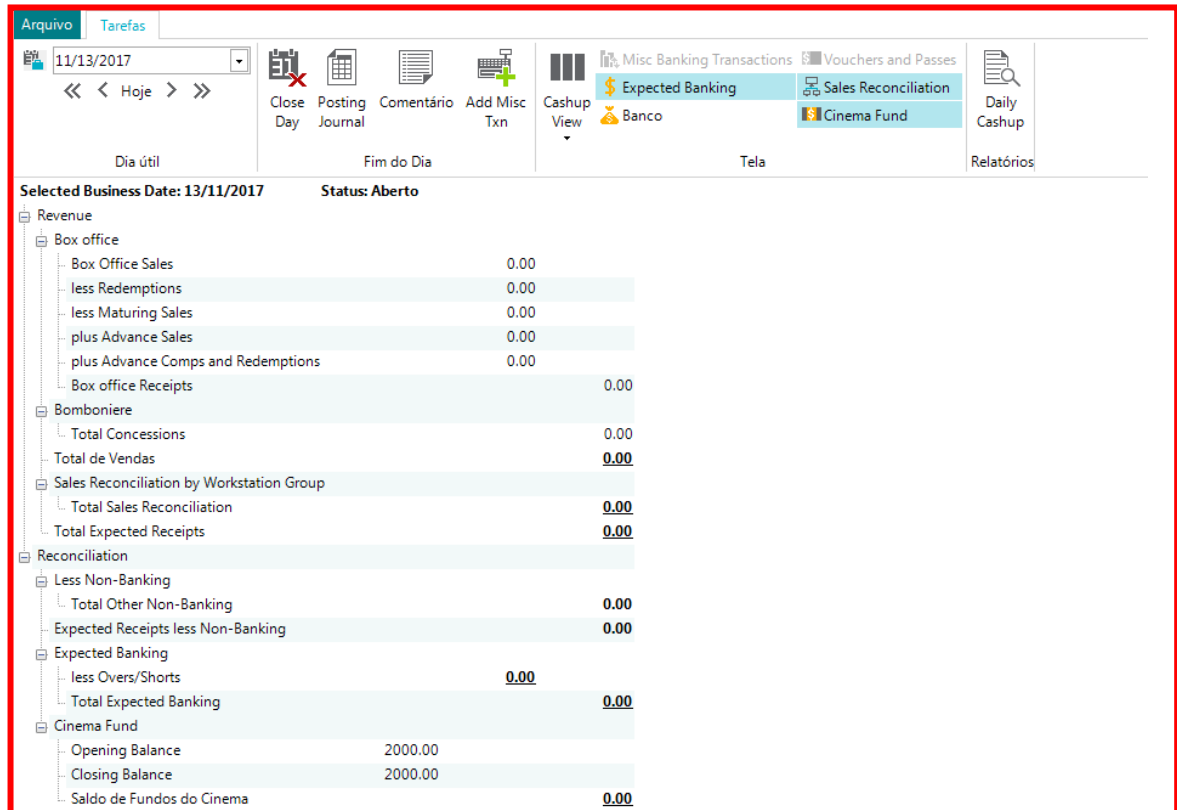 Arquivo Tarefas
11/13/2017
Hoje
Dia útil
Close Day
Posting Journal
Comentário
Add Misc Txn
Fim do Dia
Cashup View
Misc Banking Transactions
Vouchers and Passes
Expected Banking
Sales Reconciliation
Banco
Cinema Fund
Tela
Daily Cashup
Relatórios
Selected Business Date: 13/11/2017 Status: Aberto
Revenue
Box office
Box Office Sales 0.00
less Redemptions 0.00
less Maturing Sales 0.00
plus Advance Sales 0.00
plus Advance Comps and Redemptions 0.00
Box office Receipts 0.00
Bomboniere
Total Concessions 0.00
Total de Vendas 0.00
Sales Reconciliation by Workstation Group
Total Sales Reconciliation 0.00
Total Expected Receipts 0.00
Reconciliation
Less Non-Banking
Total Other Non-Banking 0.00
Expected Receipts less Non-Banking 0.00
Expected Banking
less Overs/Shorts 0.00
Total Expected Banking 0.00
Cinema Fund
Opening Balance 2000.00
Closing Balance 2000.00
Saldo de Fundos do Cinema 0.00